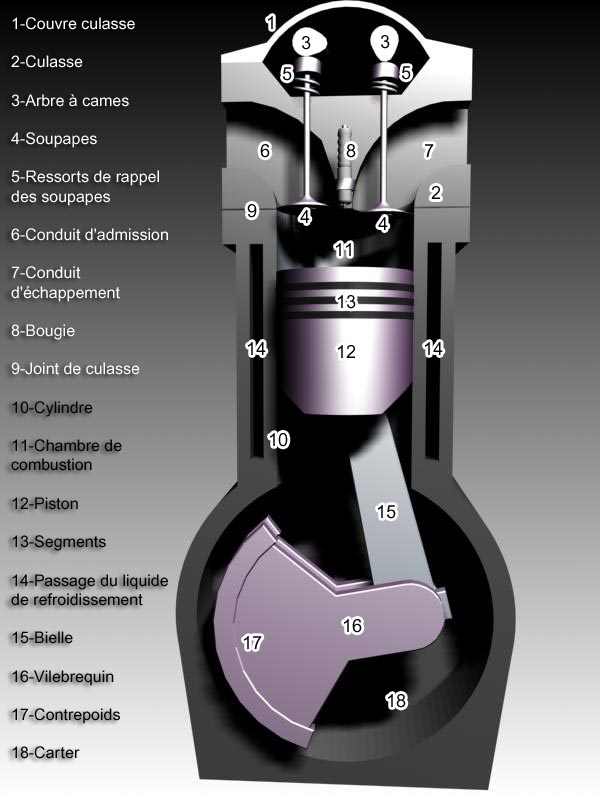 1-Couvre culasse
2-Culasse
3-Arbre à cames
4-Soupapes
5-Ressorts de rappel
des soupapes
6-Conduit d'admission
7-Conduit
d'échappement
8-Bougie
9-Joint de culasse
10-Cylindre
11-Chambre de
combustion
12-Piston
13-Segments
14-Passage du liquide
de refroidissement
15-Bielle
16-Vilebrequin
17-Contrepoids
18-Carter
1
3 3
5 5
6 8 7
2
9 4 4
11
13
14 12 14
10
15
16
17
18